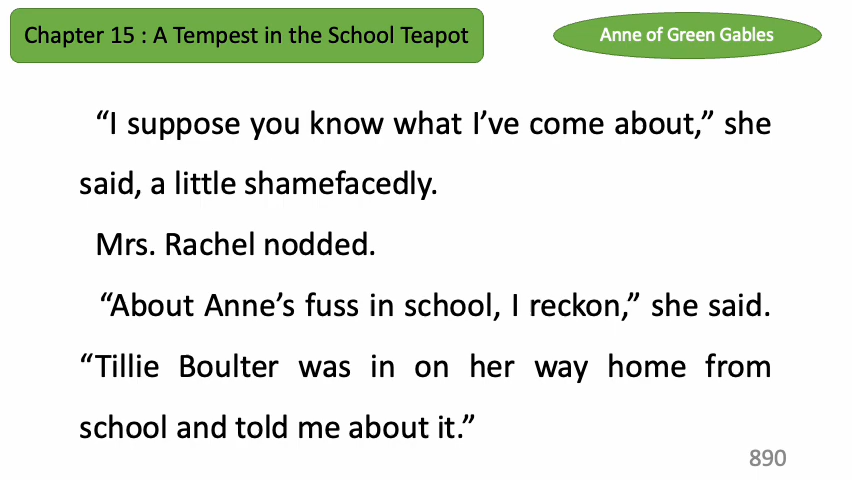 Chapter 15 : A Tempest in the School Teapot
Anne of Green Gables
“I suppose you know what I’ve come about,” she
said, a little shamefacedly.
Mrs. Rachel nodded.
“About Anne’s fuss in school, I reckon,” she said.
“Tillie Boulter was in on her way home from
school and told me about it.”
890